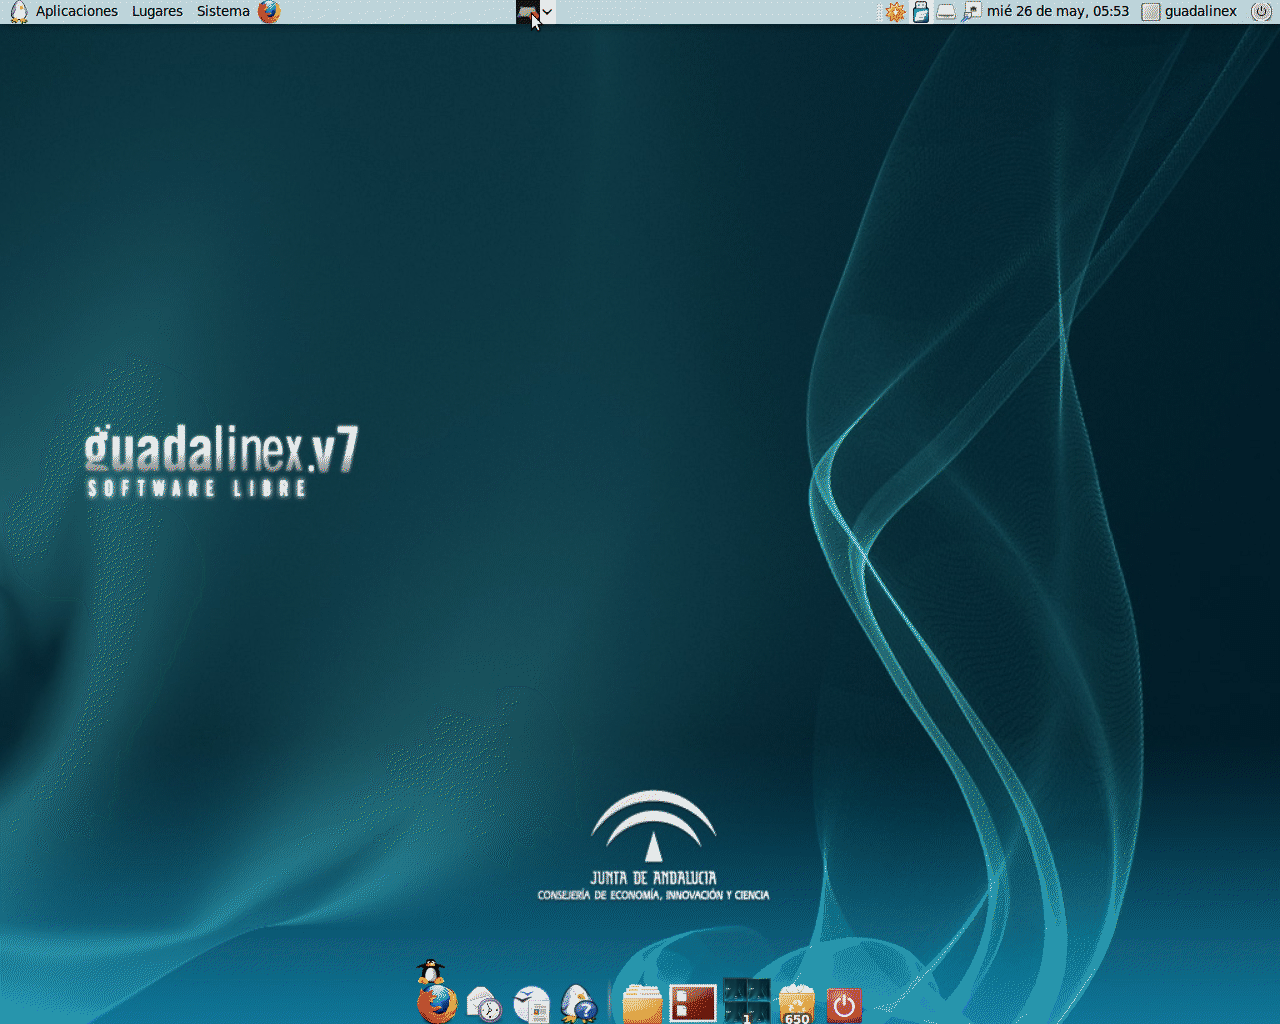 Aplicaciones Lugares Sistema
mié 26 de may, 05:53 guadalinex
guadalinex.v7
SOFTWARE LIBRE
JUNTA DE ANDALUCIA
CONSEJERÍA DE ECONOMÍA, INNOVACIÓN Y CIENCIA
1
650